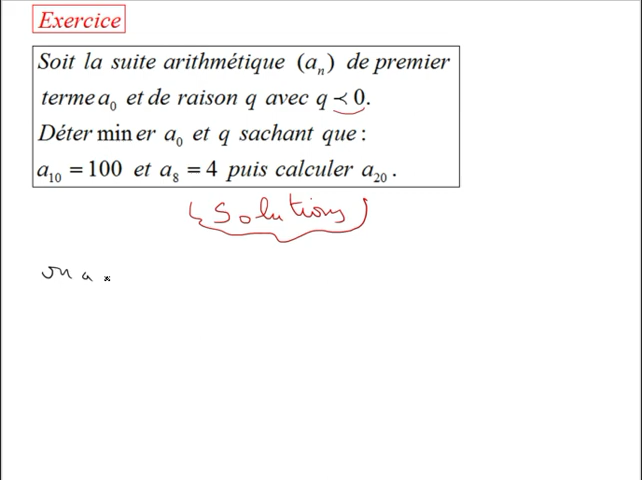 Exercice
Soit la suite arithmétique (aₙ) de premier
terme a₀ et de raison q avec q ≺ 0.
Déter min er a₀ et q sachant que :
a₁₀ = 100 et a₈ = 4 puis calculer a₂₀ .
Solutions
on a